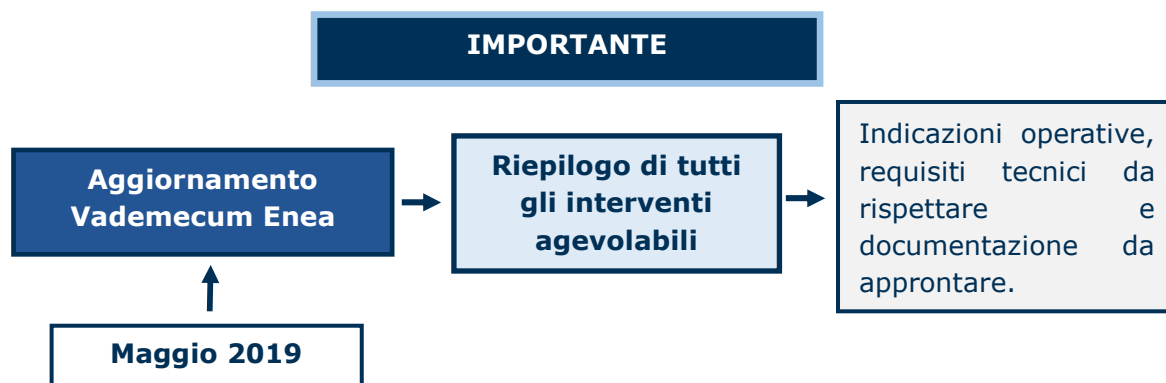 IMPORTANTE
Aggiornamento
Vademecum Enea
Riepilogo di tutti
gli interventi
agevolabili
Indicazioni operative,
requisiti tecnici da
rispettare e
documentazione da
approntare.
Maggio 2019